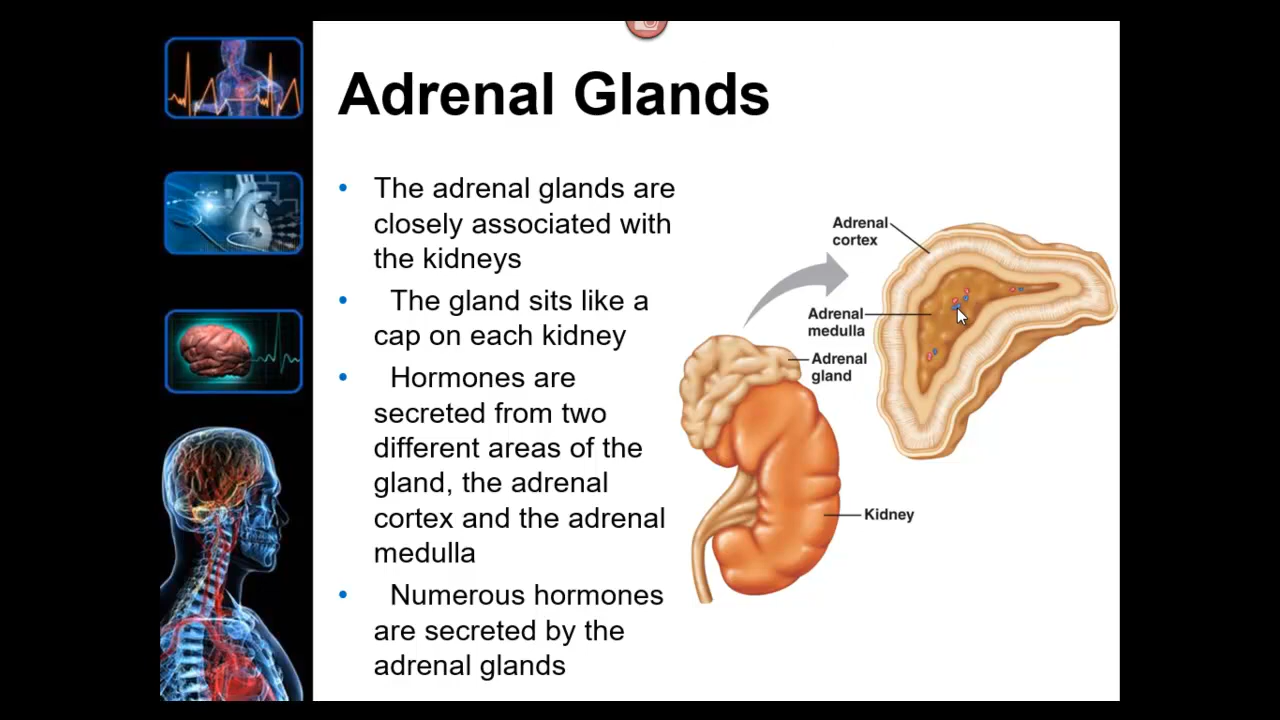 Adrenal Glands
• The adrenal glands are
closely associated with
the kidneys
• The gland sits like a
cap on each kidney
• Hormones are
secreted from two
different areas of the
gland, the adrenal
cortex and the adrenal
medulla
• Numerous hormones
are secreted by the
adrenal glands
Adrenal
cortex
Adrenal
medulla
Adrenal
gland
Kidney